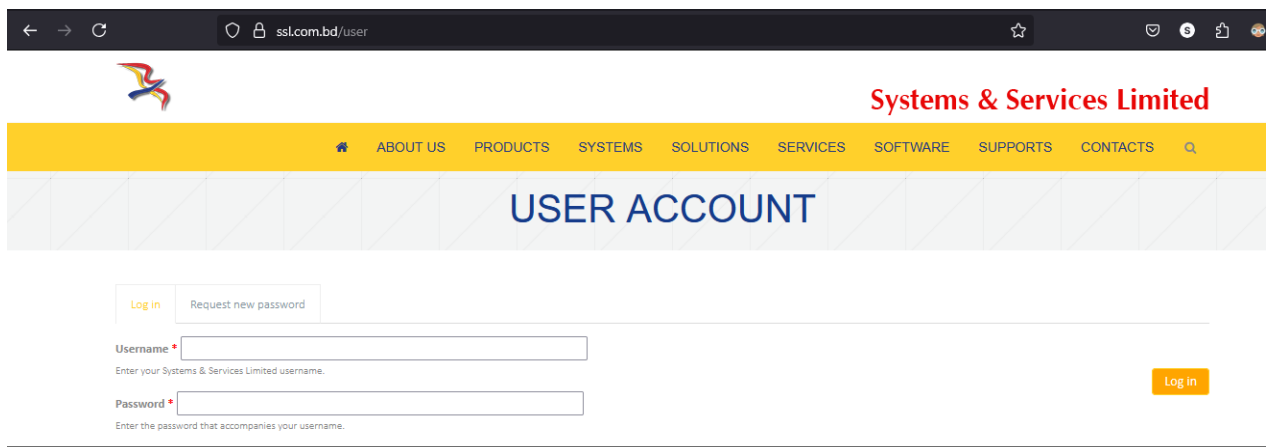 ssl.com.bd/user
S
Systems & Services Limited
ABOUT US PRODUCTS SYSTEMS SOLUTIONS SERVICES SOFTWARE SUPPORTS CONTACTS
USER ACCOUNT
Log in Request new password
Username *
Enter your Systems & Services Limited username.
Log in
Password *
Enter the password that accompanies your username.